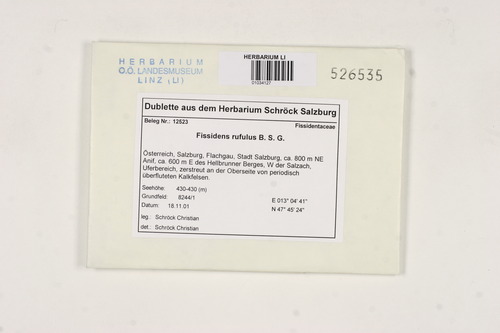 HERBARIUM
O.Ö. LANDESMUSEUM
LINZ (LI)
HERBARIUM LI
01034127
526535
Dublette aus dem Herbarium Schröck Salzburg
Beleg Nr.: 12523
Fissidentaceae
Fissidens rufulus B. S. G.
Österreich, Salzburg, Flachgau, Stadt Salzburg, ca. 800 m NE
Anif, ca. 600 m E des Hellbrunner Berges, W der Salzach,
Uferbereich, zerstreut an der Oberseite von periodisch
überfluteten Kalkfelsen.
Seehöhe: 430-430 (m)
Grundfeld: 8244/1
E 013° 04' 41"
Datum: 18.11.01
N 47° 45' 24"
leg.: Schröck Christian
det.: Schröck Christian